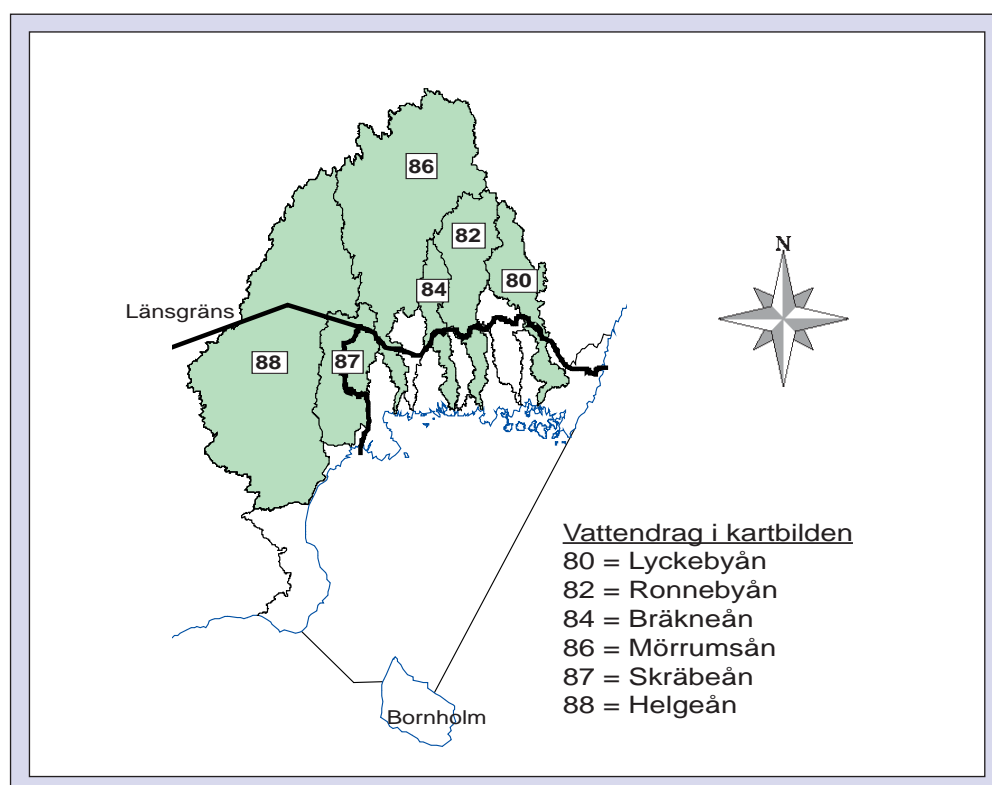 86
82
N
80
84
Länsgräns
88
87
Vattendrag i kartbilden
80 = Lyckebyån
82 = Ronnebyån
84 = Bräkneån
86 = Mörrumsån
87 = Skräbeån
88 = Helgeån
Bornholm